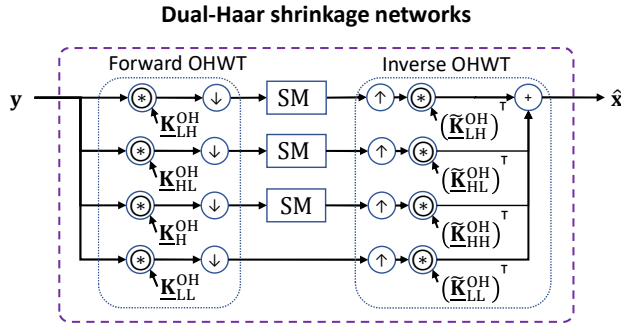 Dual-Haar shrinkage networks
Forward OHWT
Inverse OHWT
y
⊛ ↓ SM ↑ ⊛ + x̂
K_LH^OH
(K̃_LH^OH)^T
⊛ ↓ SM ↑ ⊛
K_HL^OH
(K̃_HL^OH)^T
⊛ ↓ SM ↑ ⊛
K_H^OH
(K̃_HH^OH)^T
⊛ ↓ ↑ ⊛
K_LL^OH
(K̃_LL^OH)^T